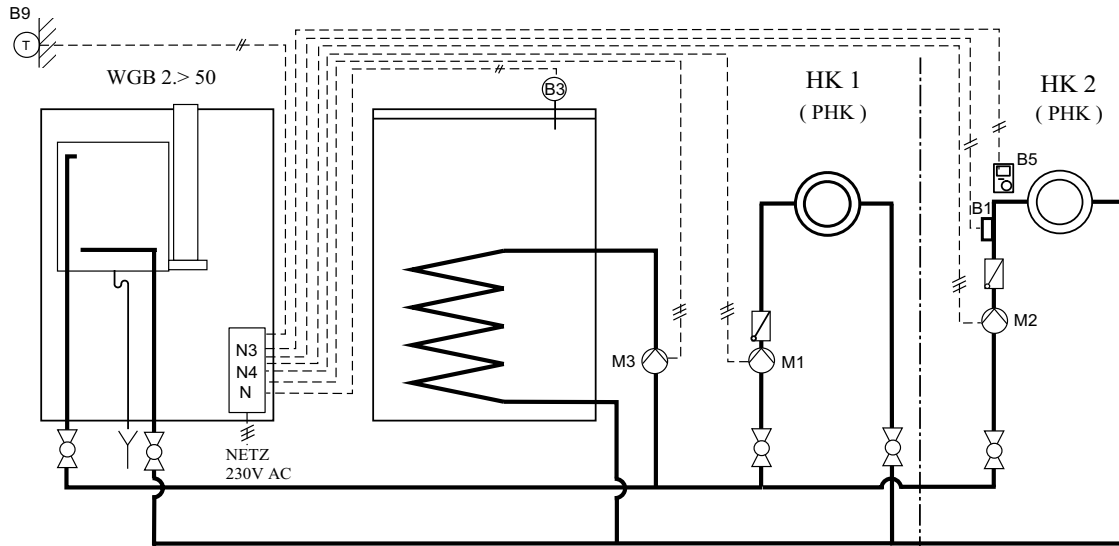 B9
T
WGB 2.> 50
B3
HK 1
( PHK )
HK 2
( PHK )
B5
B1
N3
N4
N
M3
M1
M2
NETZ
230V AC